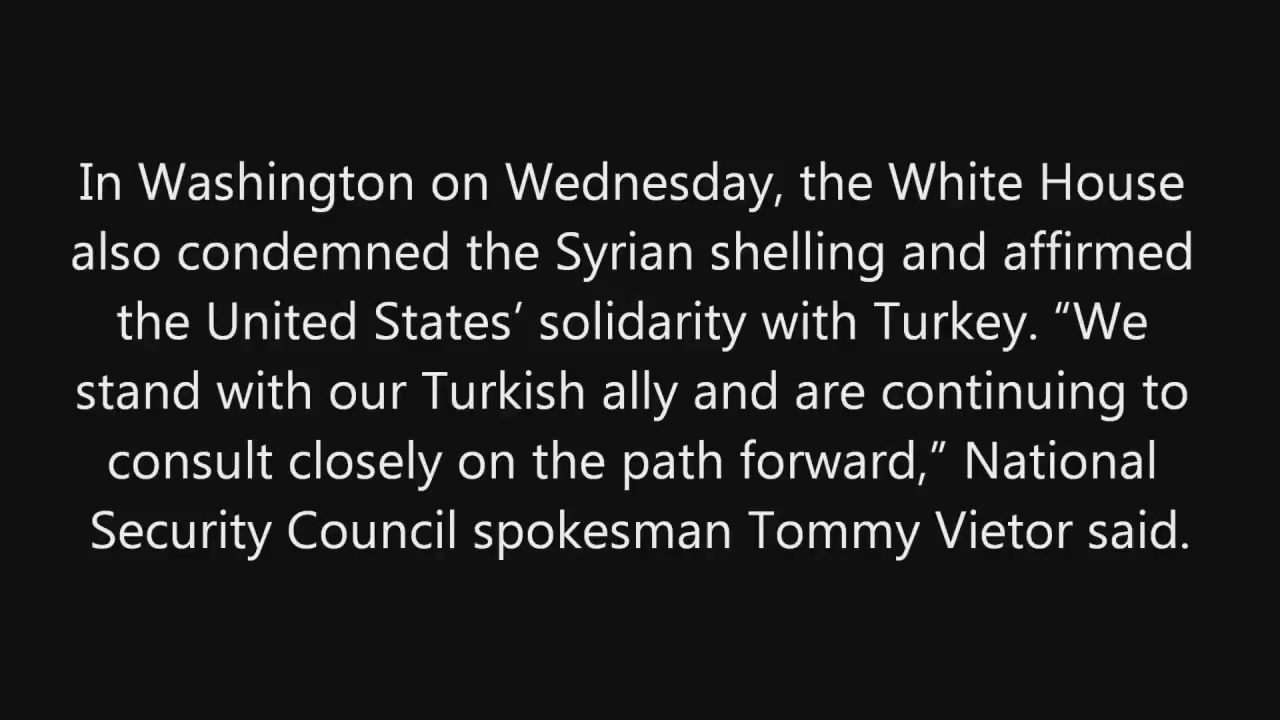 In Washington on Wednesday, the White House
also condemned the Syrian shelling and affirmed
the United States’ solidarity with Turkey. “We
stand with our Turkish ally and are continuing to
consult closely on the path forward,” National
Security Council spokesman Tommy Vietor said.